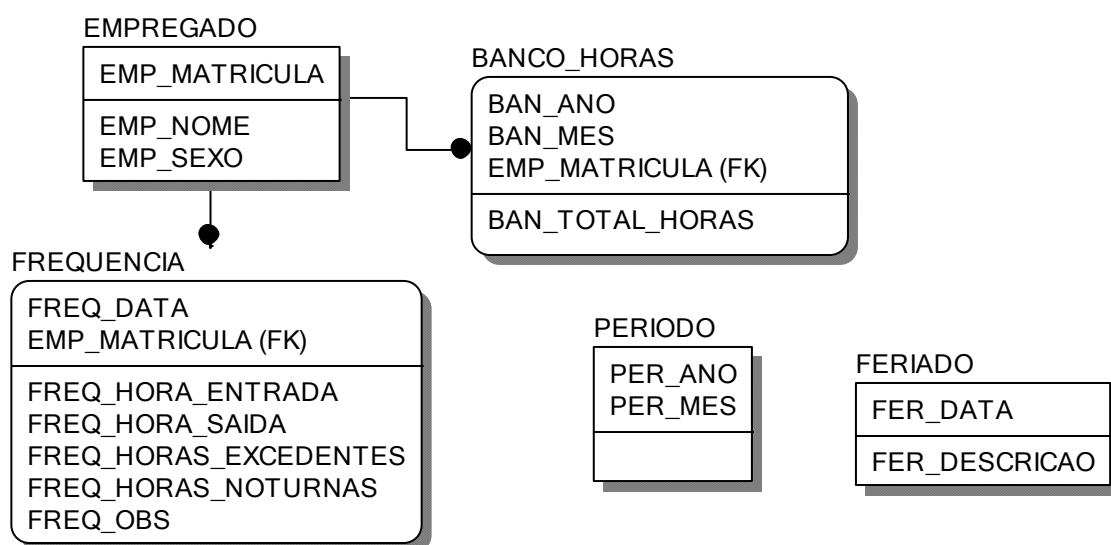 EMPREGADO
EMP_MATRICULA
EMP_NOME
EMP_SEXO
BANCO_HORAS
BAN_ANO
BAN_MES
EMP_MATRICULA (FK)
BAN_TOTAL_HORAS
FREQUENCIA
FREQ_DATA
EMP_MATRICULA (FK)
FREQ_HORA_ENTRADA
FREQ_HORA_SAIDA
FREQ_HORAS_EXCEDENTES
FREQ_HORAS_NOTURNAS
FREQ_OBS
PERIODO
PER_ANO
PER_MES
FERIADO
FER_DATA
FER_DESCRICAO